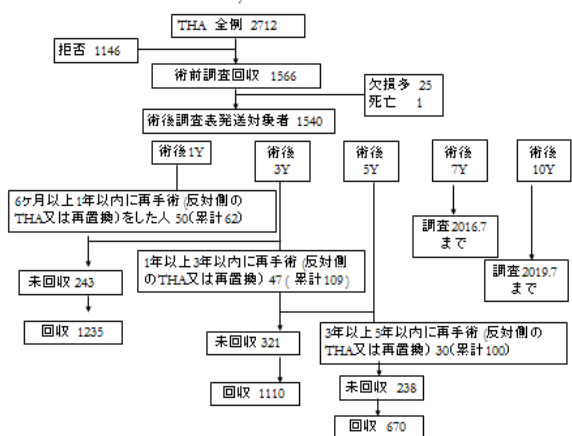 THA 全例 2712
拒否 1146
術前調査回収 1566
欠損多 25
死亡 1
術後調査表発送対象者 1540
術後1Y
術後
3Y
術後
5Y
術後
7Y
術後
10Y
6ケ月以上1年以内に再手術(反対側の
THA又は再置換)をした人 50(累計62)
調査2016.7
まで
1年以上3年以内に再手術(反対側
のTHA又は再置換) 47 ( 累計109 )
調査2019.7
まで
未回収 243
回収 1235
3年以上5年以内に再手術(反対側の
THA又は再置換) 30(累計100)
未回収 321
回収 1110
未回収 238
回収 670